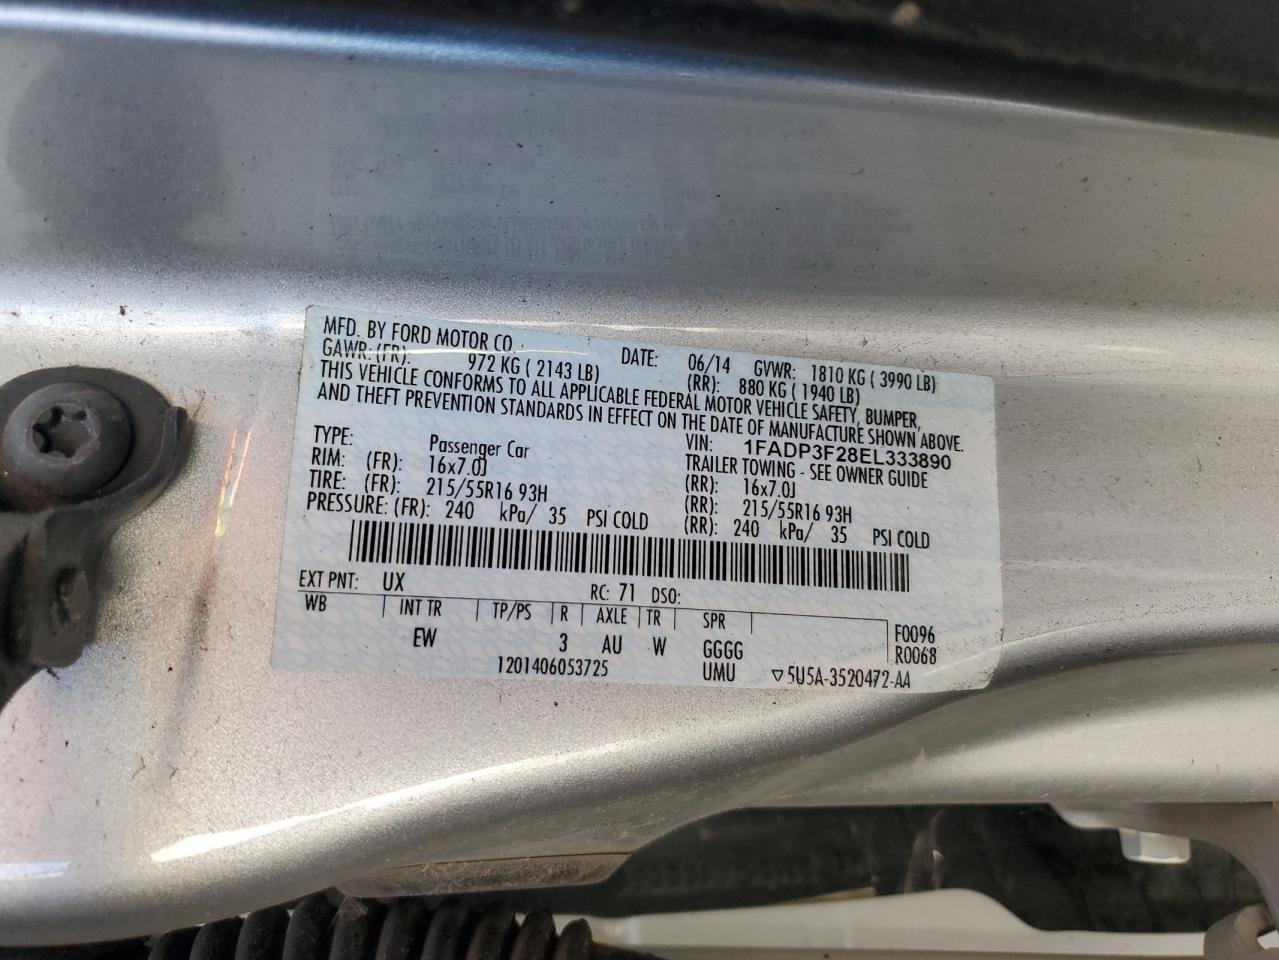 MFD. BY FORD MOTOR CO.
DATE: 06/14 GVWR: 1810 KG ( 3990 LB)
GAWR: (FR): 972 KG ( 2143 LB) (RR): 880 KG ( 1940 LB)
THIS VEHICLE CONFORMS TO ALL APPLICABLE FEDERAL MOTOR VEHICLE SAFETY, BUMPER,
AND THEFT PREVENTION STANDARDS IN EFFECT ON THE DATE OF MANUFACTURE SHOWN ABOVE.
VIN: 1FADP3F28EL333890
TYPE: Passenger Car TRAILER TOWING - SEE OWNER GUIDE
RIM: (FR): 16x7.0J (RR): 16x7.0J
TIRE: (FR): 215/55R16 93H (RR): 215/55R16 93H
PRESSURE: (FR): 240 kPa/ 35 PSI COLD (RR): 240 kPa/ 35 PSI COLD
EXT PNT: UX RC: 71 DSO:
WB INT TR TP/PS R AXLE TR SPR F0096
EW 3 AU W GGGG R0068
1201406053725 UMU ▽5U5A-3520472-AA